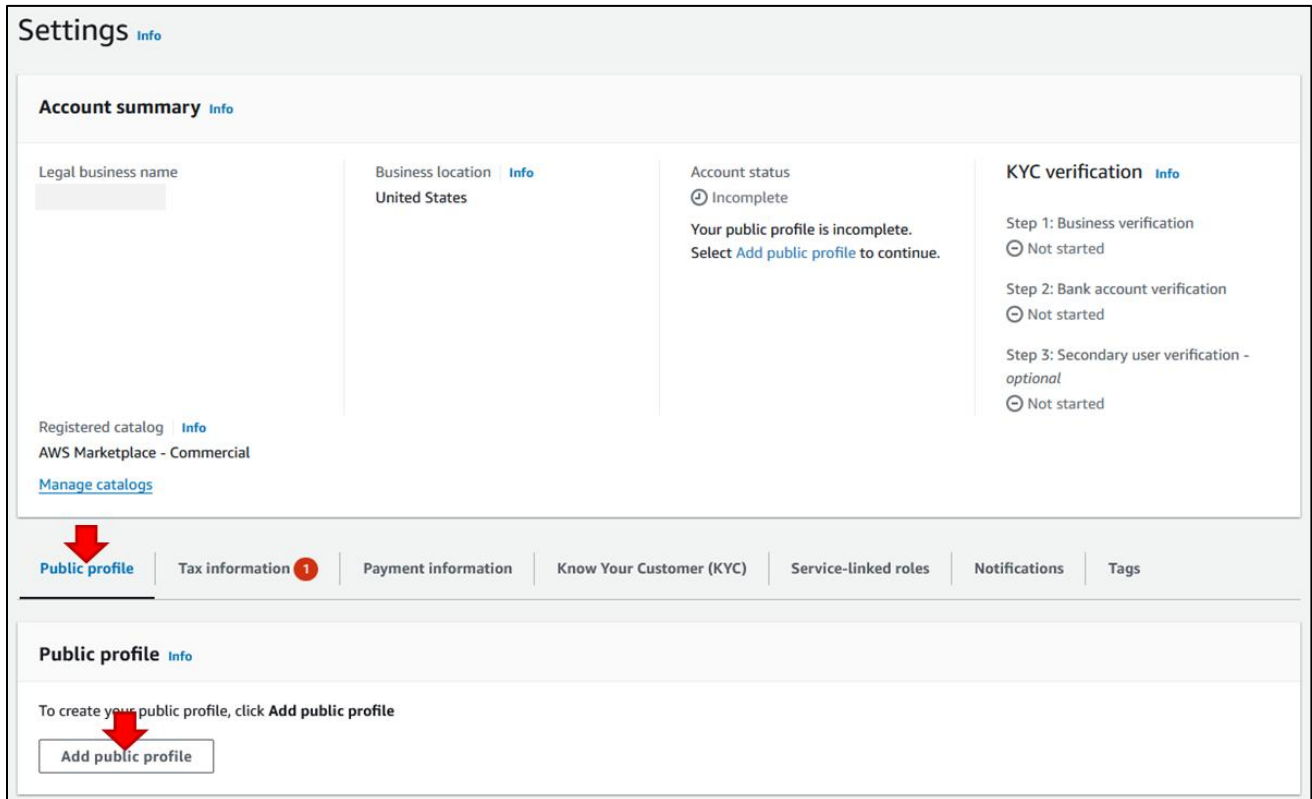 Settings Info
Account summary Info
Legal business name
Business location Info
United States
Account status
Incomplete
Your public profile is incomplete.
Select Add public profile to continue.
KYC verification Info
Step 1: Business verification
Not started
Step 2: Bank account verification
Not started
Step 3: Secondary user verification -
optional
Not started
Registered catalog Info
AWS Marketplace - Commercial
Manage catalogs
Public profile Tax information 1 Payment information Know Your Customer (KYC) Service-linked roles Notifications Tags
Public profile Info
To create your public profile, click Add public profile
Add public profile